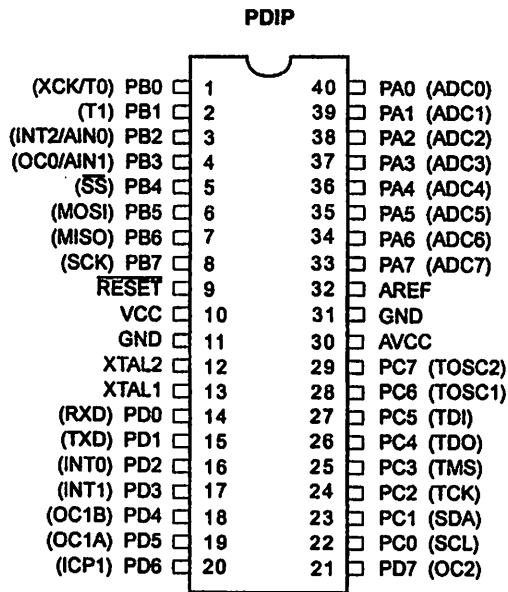 PDIP
(XCK/T0) PB0 1 40 PA0 (ADC0)
(T1) PB1 2 39 PA1 (ADC1)
(INT2/AIN0) PB2 3 38 PA2 (ADC2)
(OC0/AIN1) PB3 4 37 PA3 (ADC3)
(SS) PB4 5 36 PA4 (ADC4)
(MOSI) PB5 6 35 PA5 (ADC5)
(MISO) PB6 7 34 PA6 (ADC6)
(SCK) PB7 8 33 PA7 (ADC7)
RESET 9 32 AREF
VCC 10 31 GND
GND 11 30 AVCC
XTAL2 12 29 PC7 (TOSC2)
XTAL1 13 28 PC6 (TOSC1)
(RXD) PD0 14 27 PC5 (TDI)
(TXD) PD1 15 26 PC4 (TDO)
(INT0) PD2 16 25 PC3 (TMS)
(INT1) PD3 17 24 PC2 (TCK)
(OC1B) PD4 18 23 PC1 (SDA)
(OC1A) PD5 19 22 PC0 (SCL)
(ICP1) PD6 20 21 PD7 (OC2)